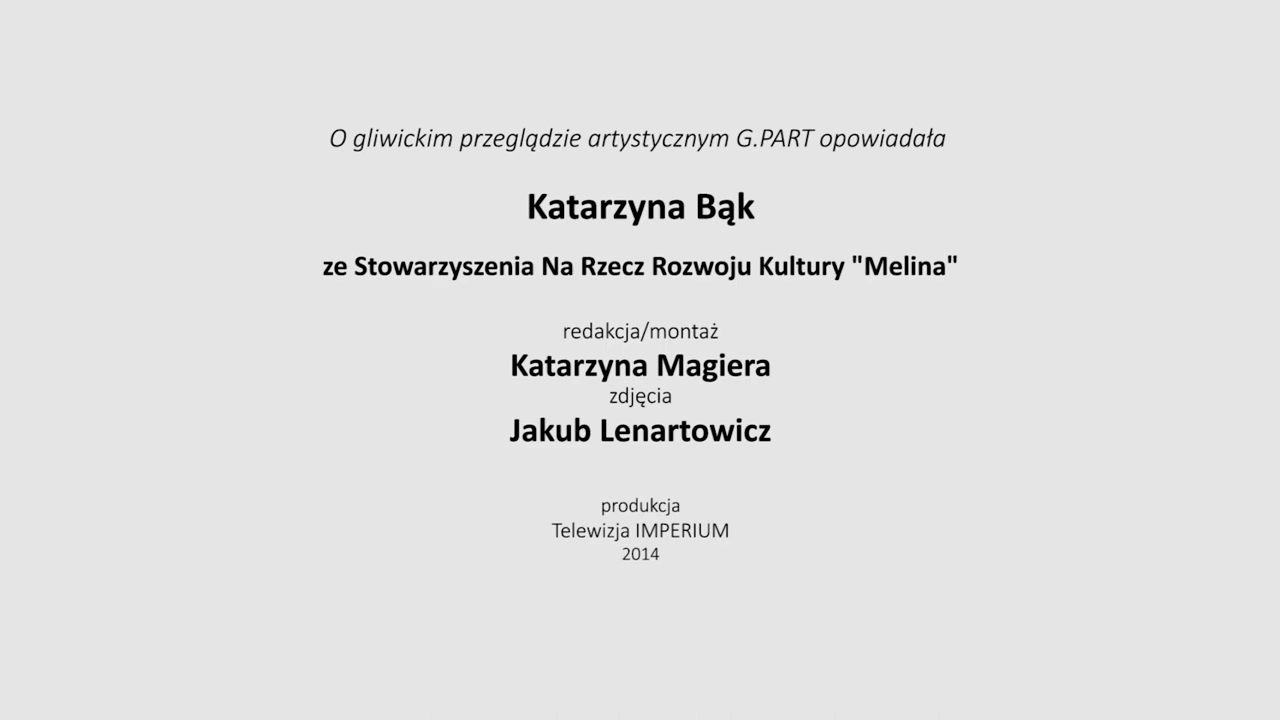 O gliwickim przeglądzie artystycznym G.PART opowiadała
Katarzyna Bąk
ze Stowarzyszenia Na Rzecz Rozwoju Kultury "Melina"
redakcja/montaż
Katarzyna Magiera
zdjęcia
Jakub Lenartowicz
produkcja
Telewizja IMPERIUM
2014